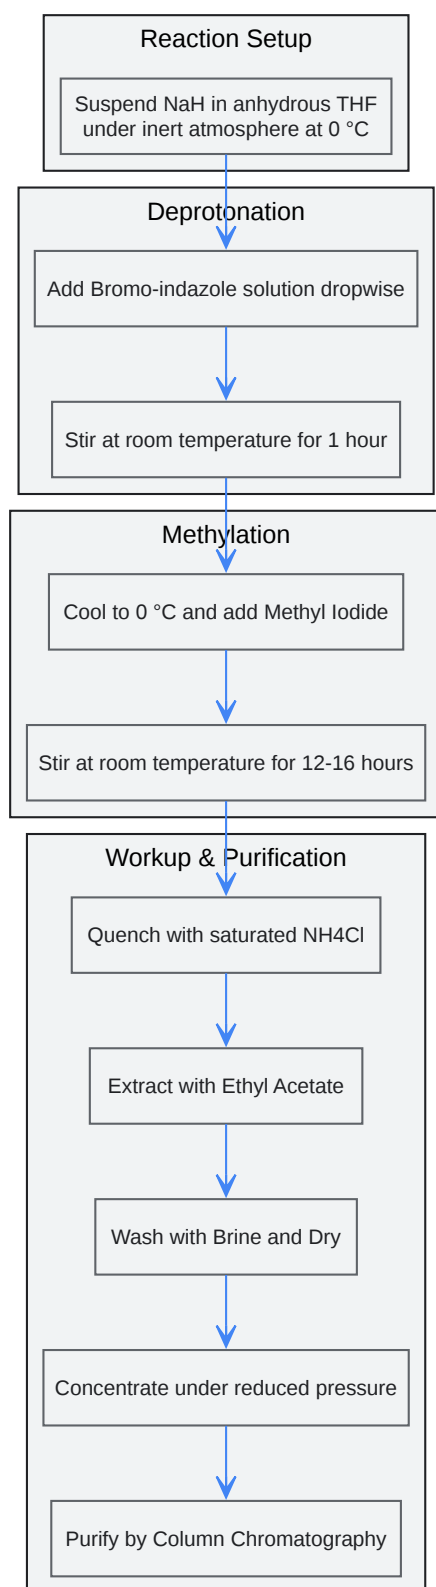 Reaction Setup
Suspend NaH in anhydrous THF
under inert atmosphere at 0 °C
Deprotonation
Add Bromo-indazole solution dropwise
Stir at room temperature for 1 hour
Methylation
Cool to 0 °C and add Methyl Iodide
Stir at room temperature for 12-16 hours
Workup & Purification
Quench with saturated NH4Cl
Extract with Ethyl Acetate
Wash with Brine and Dry
Concentrate under reduced pressure
Purify by Column Chromatography